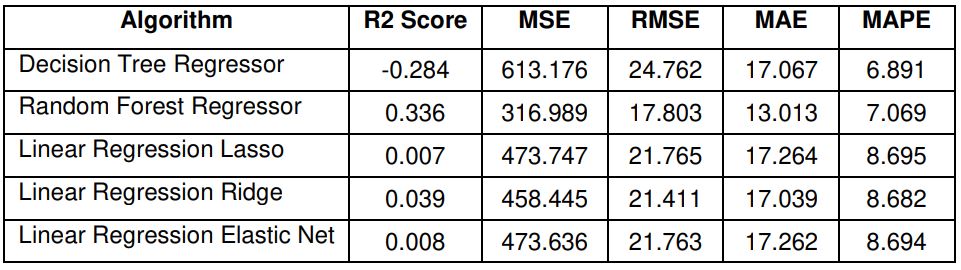 Algorithm R2 Score MSE RMSE MAE MAPE
Decision Tree Regressor -0.284 613.176 24.762 17.067 6.891
Random Forest Regressor 0.336 316.989 17.803 13.013 7.069
Linear Regression Lasso 0.007 473.747 21.765 17.264 8.695
Linear Regression Ridge 0.039 458.445 21.411 17.039 8.682
Linear Regression Elastic Net 0.008 473.636 21.763 17.262 8.694